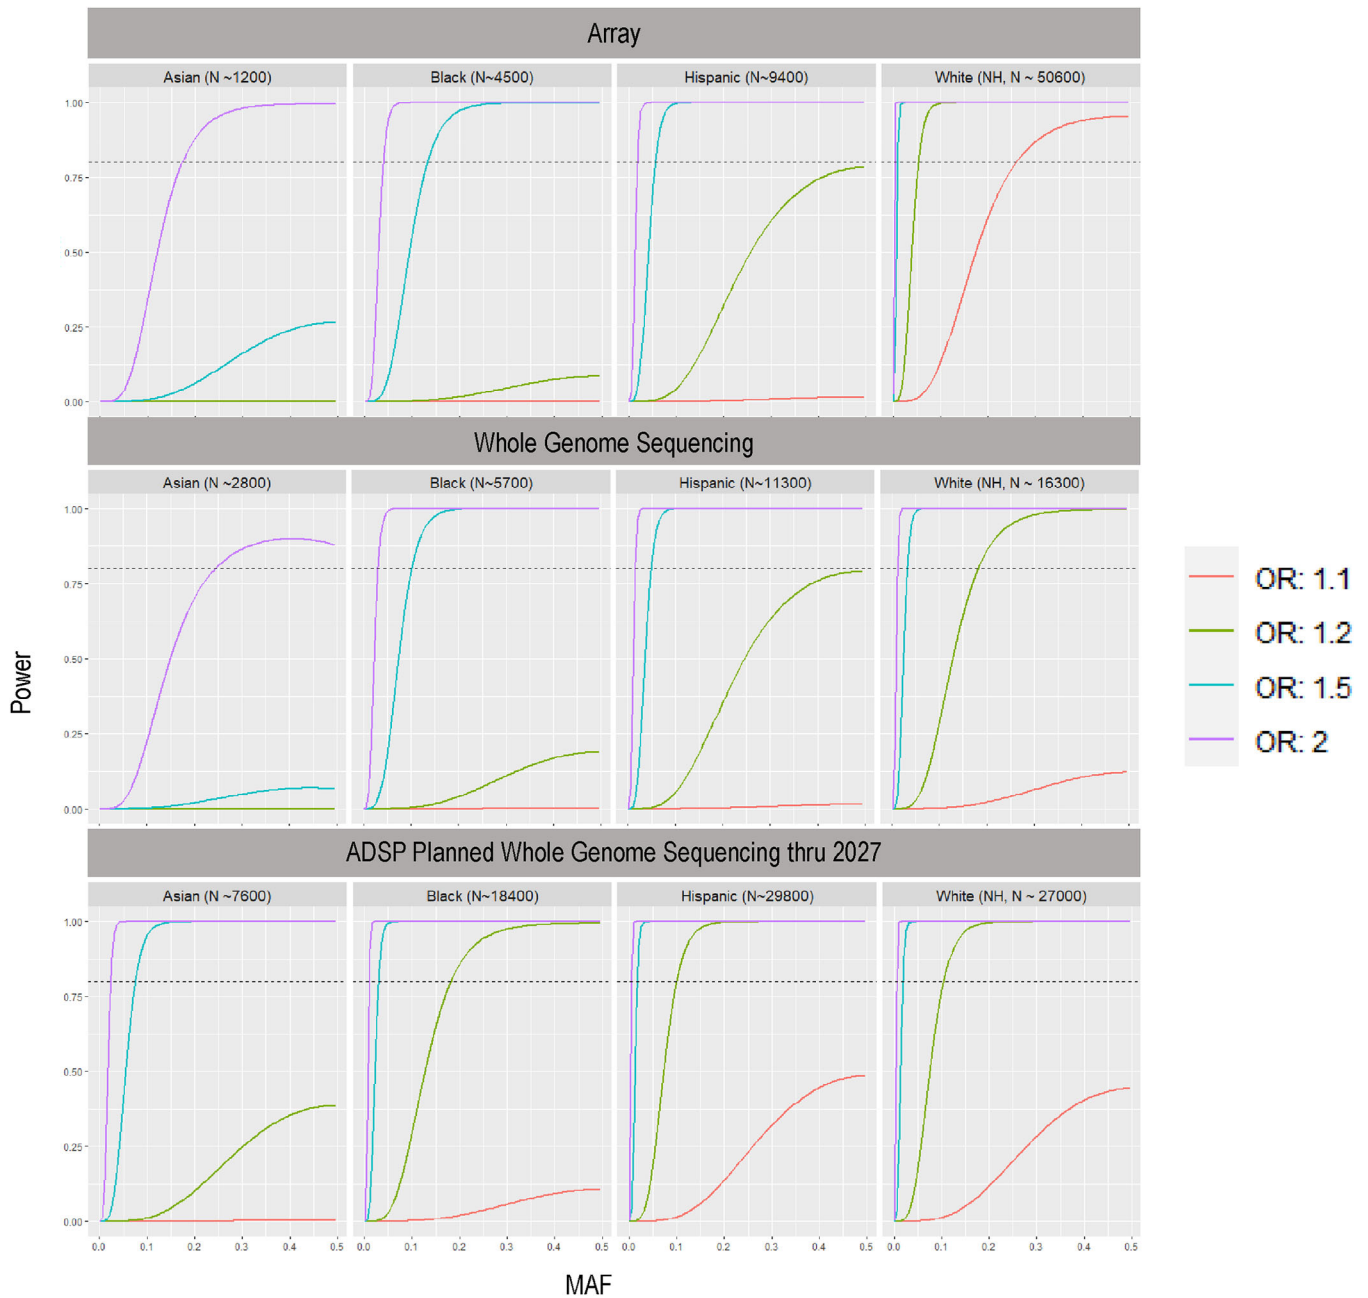 Array
Asian (N ~1200)
Black (N~4500)
Hispanic (N~9400)
White (NH, N ~ 50600)
1.00
0.75
0.50
0.25
0.00
Whole Genome Sequencing
Asian (N ~2800)
Black (N~5700)
Hispanic (N~11300)
White (NH, N ~ 16300)
1.00
0.75
0.50
0.25
0.00
Power
OR: 1.1
OR: 1.2
OR: 1.5
OR: 2
ADSP Planned Whole Genome Sequencing thru 2027
Asian (N ~7600)
Black (N~18400)
Hispanic (N~29800)
White (NH, N ~ 27000)
1.00
0.75
0.50
0.25
0.00
0.0 0.1 0.2 0.3 0.4 0.5
0.0 0.1 0.2 0.3 0.4 0.5
0.0 0.1 0.2 0.3 0.4 0.5
0.0 0.1 0.2 0.3 0.4 0.5
MAF